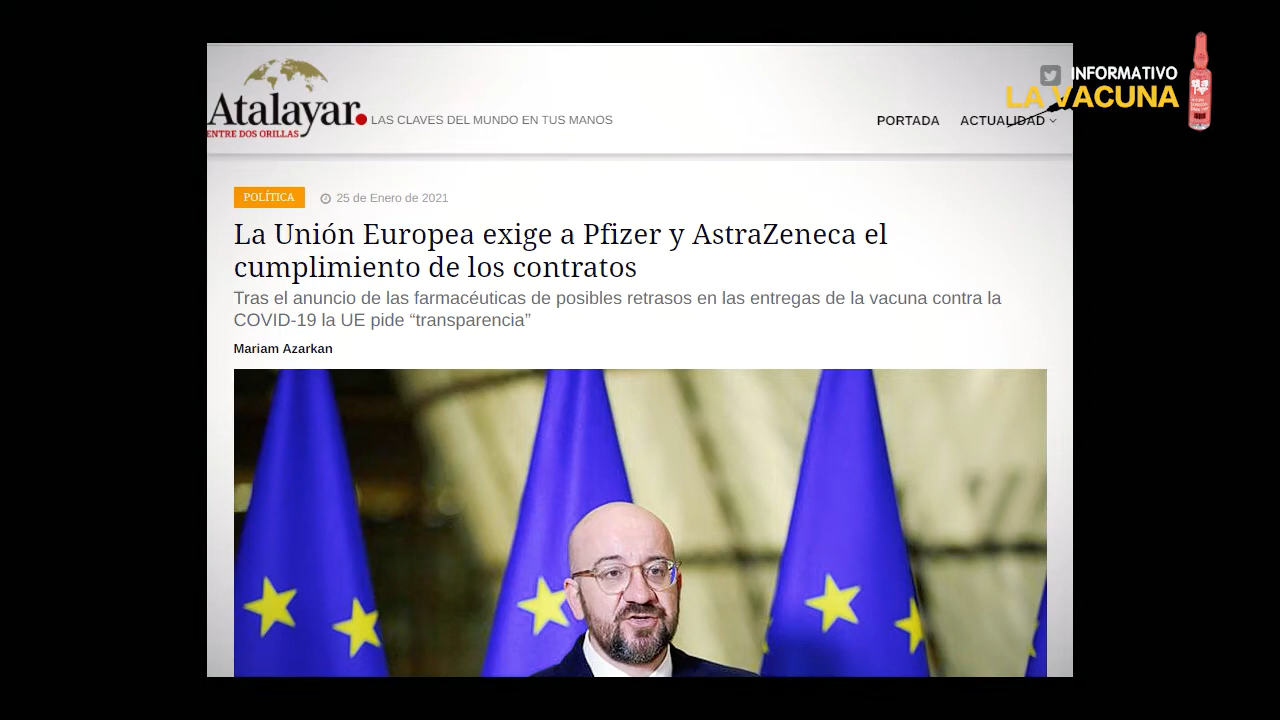 Atalayar
ENTRE DOS ORILLAS
LAS CLAVES DEL MUNDO EN TUS MANOS
PORTADA
ACTUALIDAD
INFORMATIVO
LA VACUNA
POLÍTICA
25 de Enero de 2021
La Unión Europea exige a Pfizer y AstraZeneca el
cumplimiento de los contratos
Tras el anuncio de las farmacéuticas de posibles retrasos en las entregas de la vacuna contra la
COVID-19 la UE pide “transparencia”
Mariam Azarkan